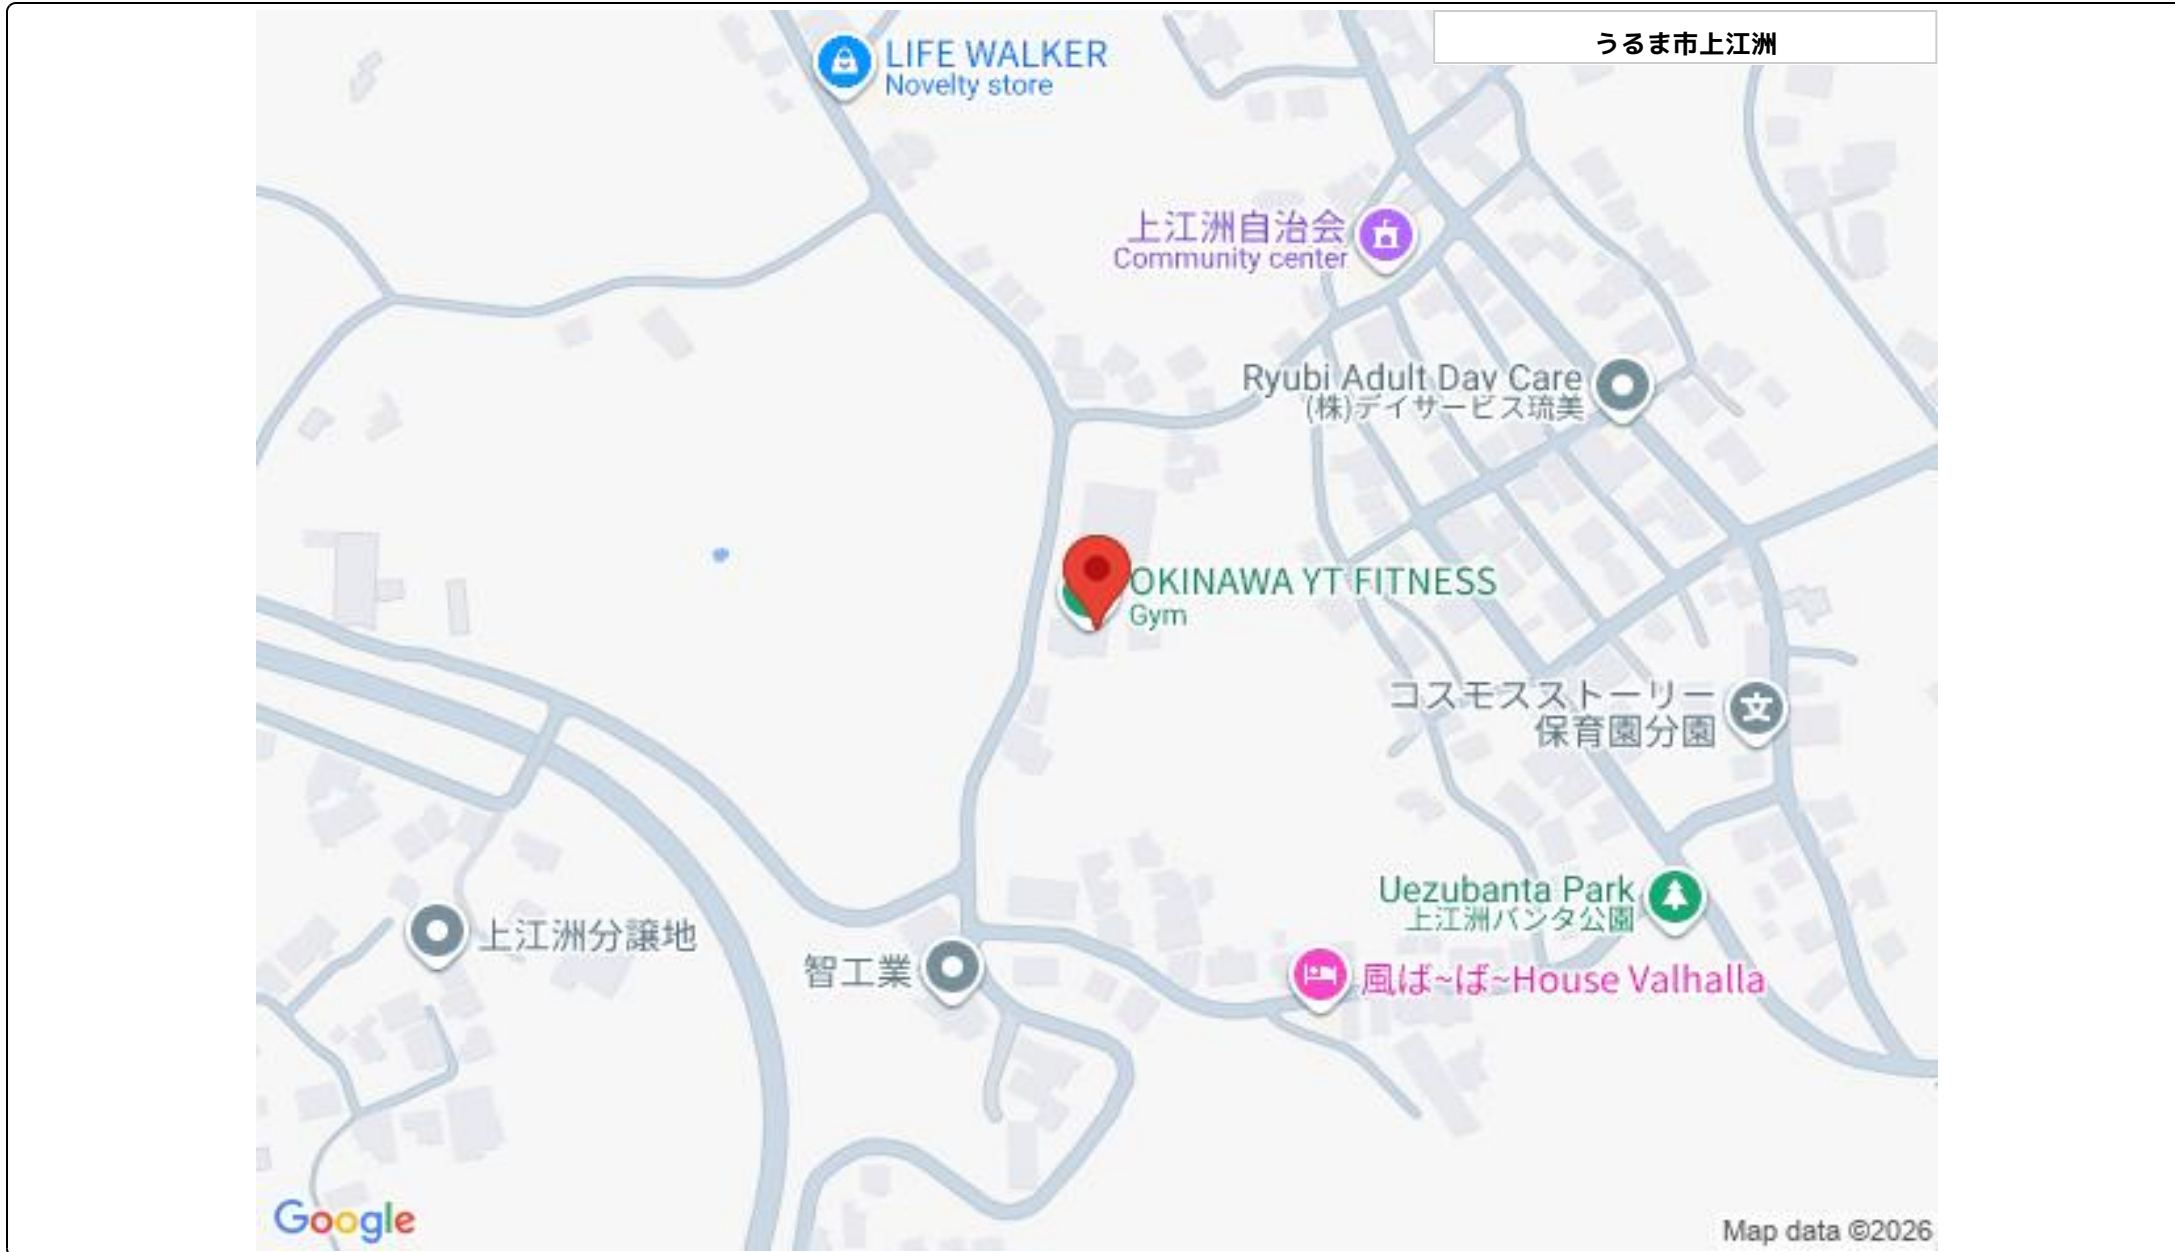 うるま市上江洲
LIFE WALKER
Novelty store
上江洲自治会
Community center
Ryubi Adult Day Care
(株)デイサービス琉美
OKINAWA YT FITNESS
Gym
コスモスストーリー
保育園分園
Uezubanta Park
上江洲バンタ公園
上江洲分譲地
智工業
風ば~ば~House Valhalla
Google
Map data ©2026